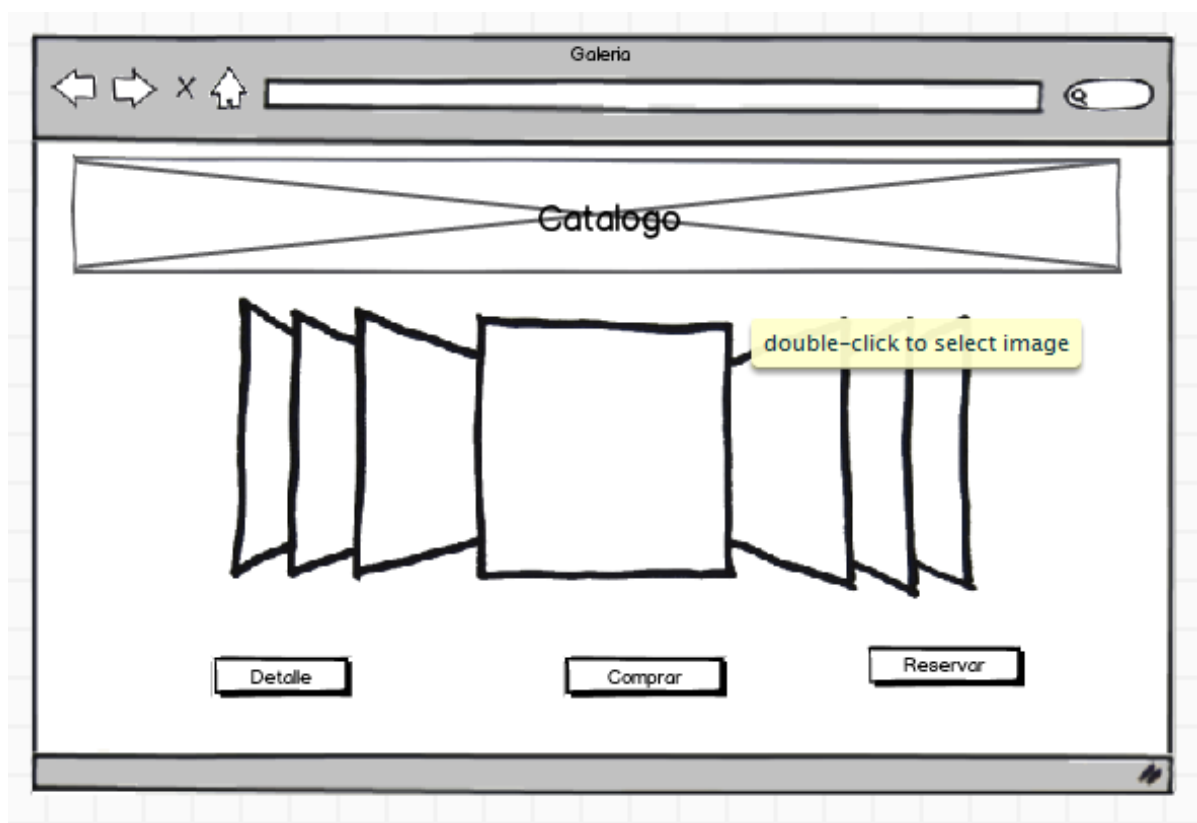 Galeria
Catalogo
double-click to select image
Detalle
Comprar
Reservar